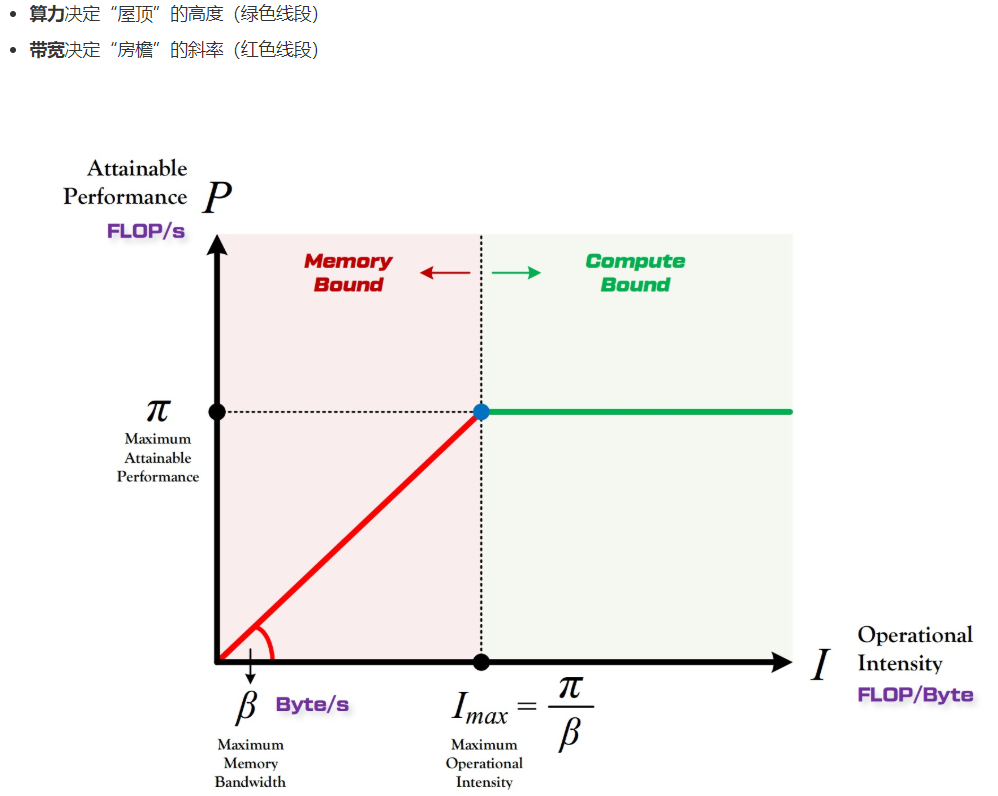 算力决定“屋顶”的高度（绿色线段）
带宽决定“房檐”的斜率（红色线段）
Attainable
Performance P
FLOP/s
Memory
Bound
Compute
Bound
π
Maximum
Attainable
Performance
Operational
Intensity
I
FLOP/Byte
β Byte/s
Maximum
Memory
Bandwidth
Imax = π/β
Maximum
Operational
Intensity